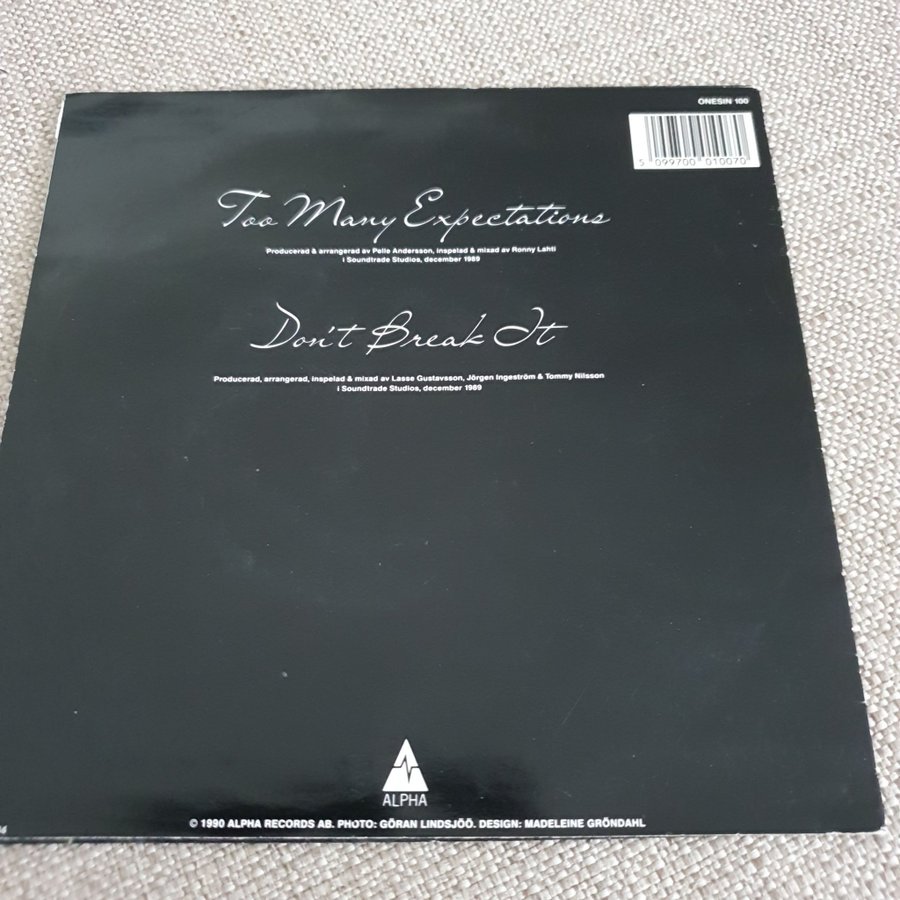 ONESIN 100
5 099700 010070
Too Many Expectations
Producerad & arrangerad av Pelle Andersson, inspelad & mixad av Ronny Lahti
i Soundtrade Studios, december 1989
Don't Break It
Producerad, arrangerad, inspelad & mixad av Lasse Gustavsson, Jörgen Ingeström & Tommy Nilsson
i Soundtrade Studios, december 1989
ALPHA
© 1990 ALPHA RECORDS AB. PHOTO: GÖRAN LINDSJÖÖ. DESIGN: MADELEINE GRÖNDAHL